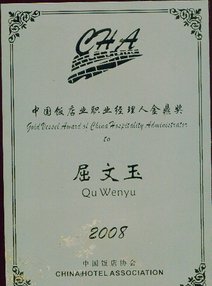 CHA
中国饭店业职业经理人金鼎奖
Gold Vessel Award of China Hospitality Administrator
to
屈文玉
Qu Wenyu
2008
中国饭店协会
CHINA HOTEL ASSOCIATION